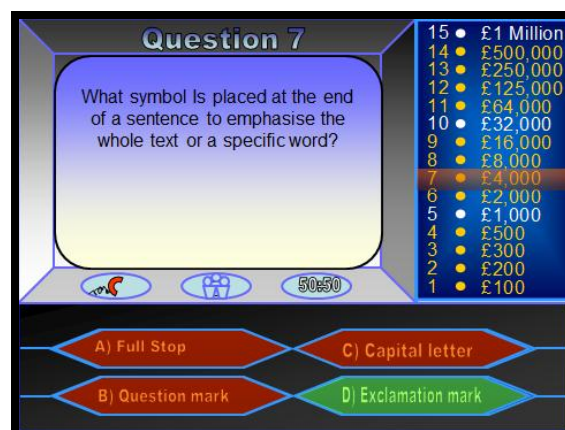 Question 7
What symbol Is placed at the end
of a sentence to emphasise the
whole text or a specific word?
50:50
15 • £1 Million
14 • £500,000
13 • £250,000
12 • £125,000
11 • £64,000
10 • £32,000
9 • £16,000
8 • £8,000
7 • £4,000
6 • £2,000
5 • £1,000
4 • £500
3 • £300
2 • £200
1 • £100
A) Full Stop
C) Capital letter
B) Question mark
D) Exclamation mark